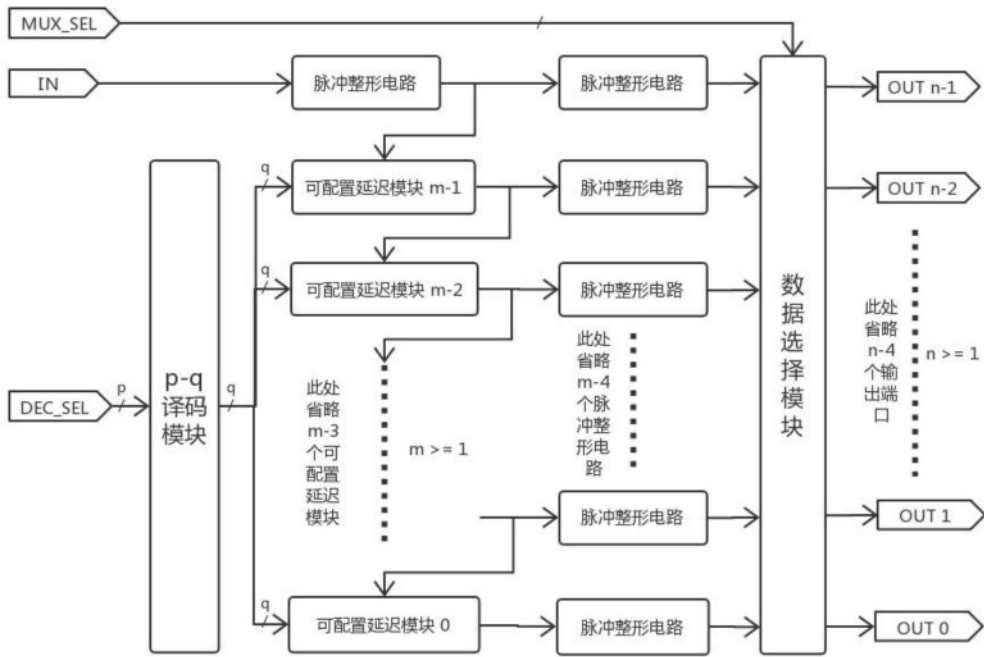 MUX_SEL
IN
脉冲整形电路
脉冲整形电路
OUT n-1
q
可配置延迟模块 m-1
脉冲整形电路
OUT n-2
q
可配置延迟模块 m-2
脉冲整形电路
数
据
选
择
模
块
此处
省略
n-4
个输
出端
口
n >= 1
此处
省略
m-4
个脉
冲整
形电
路
DEC_SEL
p
p-q
译码
模块
q
此处
省略
m-3
个可
配置
延迟
模块
m >= 1
脉冲整形电路
OUT 1
q
可配置延迟模块 0
脉冲整形电路
OUT 0